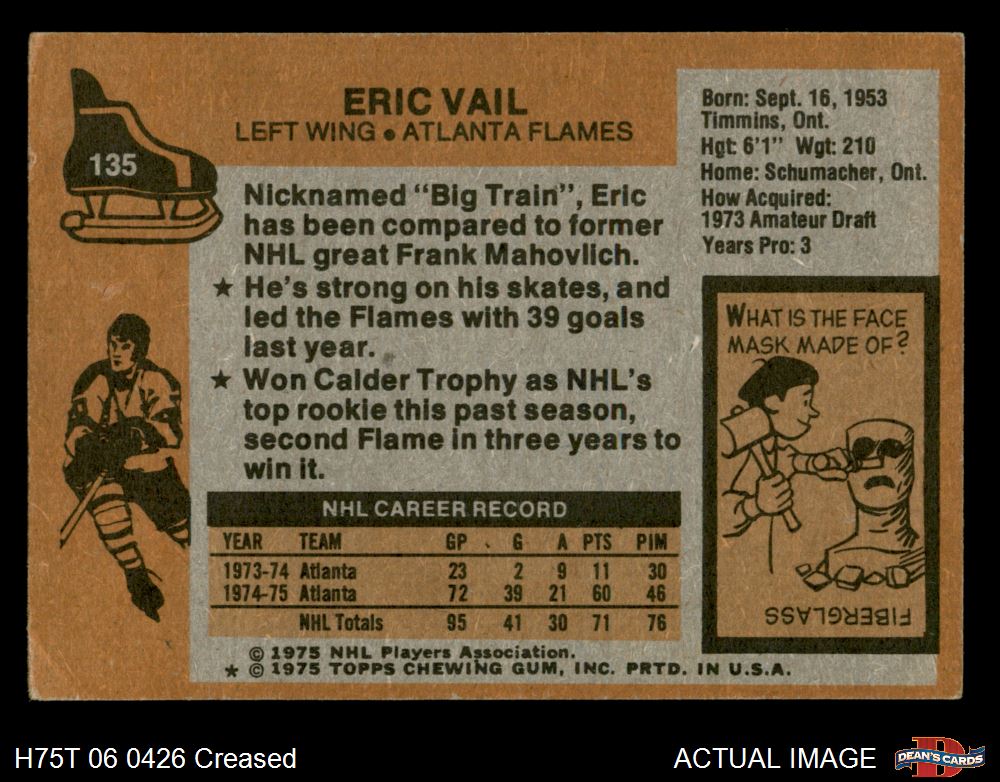 ERIC VAIL
LEFT WING • ATLANTA FLAMES
135
Nicknamed "Big Train", Eric
has been compared to former
NHL great Frank Mahovlich.
★ He's strong on his skates, and
led the Flames with 39 goals
last year.
★ Won Calder Trophy as NHL's
top rookie this past season,
second Flame in three years to
win it.
Born: Sept. 16, 1953
Timmins, Ont.
Hgt: 6'1" Wgt: 210
Home: Schumacher, Ont.
How Acquired:
1973 Amateur Draft
Years Pro: 3
WHAT IS THE FACE
MASK MADE OF?
FIBERGLASS
NHL CAREER RECORD
YEAR TEAM GP G A PTS PIM
1973-74 Atlanta 23 2 9 11 30
1974-75 Atlanta 72 39 21 60 46
NHL Totals 95 41 30 71 76
© 1975 NHL Players Association.
★ © 1975 TOPPS CHEWING GUM, INC. PRTD. IN U.S.A.
H75T 06 0426 Creased
ACTUAL IMAGE
D
DEAN'S CARDS